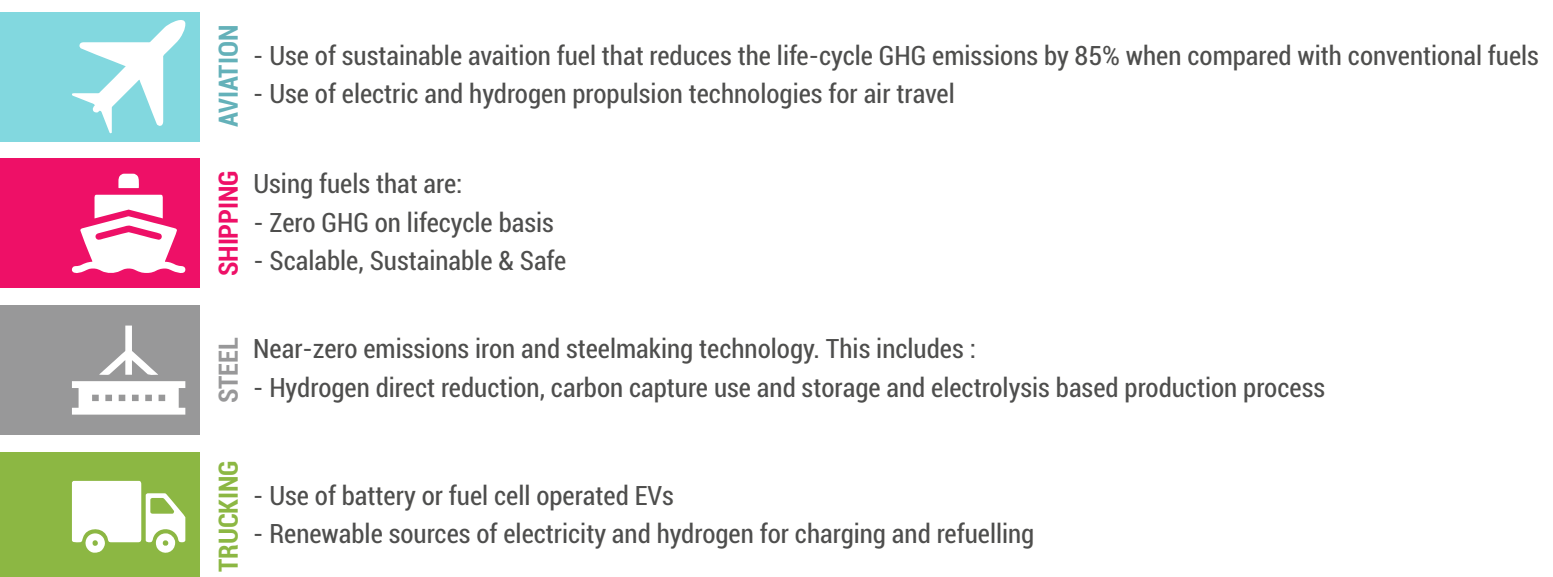 AVIATION
- Use of sustainable avaition fuel that reduces the life-cycle GHG emissions by 85% when compared with conventional fuels
- Use of electric and hydrogen propulsion technologies for air travel
SHIPPING
Using fuels that are:
- Zero GHG on lifecycle basis
- Scalable, Sustainable & Safe
STEEL
Near-zero emissions iron and steelmaking technology. This includes :
- Hydrogen direct reduction, carbon capture use and storage and electrolysis based production process
TRUCKING
- Use of battery or fuel cell operated EVs
- Renewable sources of electricity and hydrogen for charging and refuelling